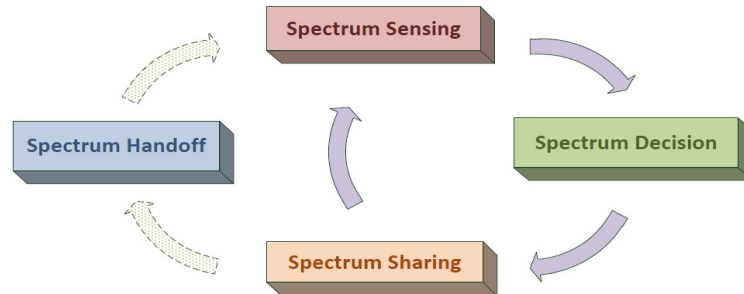 Spectrum Sensing
Spectrum Handoff
Spectrum Decision
Spectrum Sharing